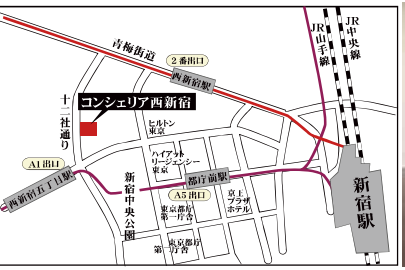 JR中央線
JR山手線
青梅街道
2番出口
西新宿駅
十二社通り
コンシェリア西新宿
ヒルトン
東京
ハイアット
リージェンシー
東京
A1出口
西新宿五丁目駅
新宿中央公園
都庁前駅
A5出口
京王
プラザ
ホテル
東京都庁
第一庁舎
東京都庁
第一庁舎
新宿駅